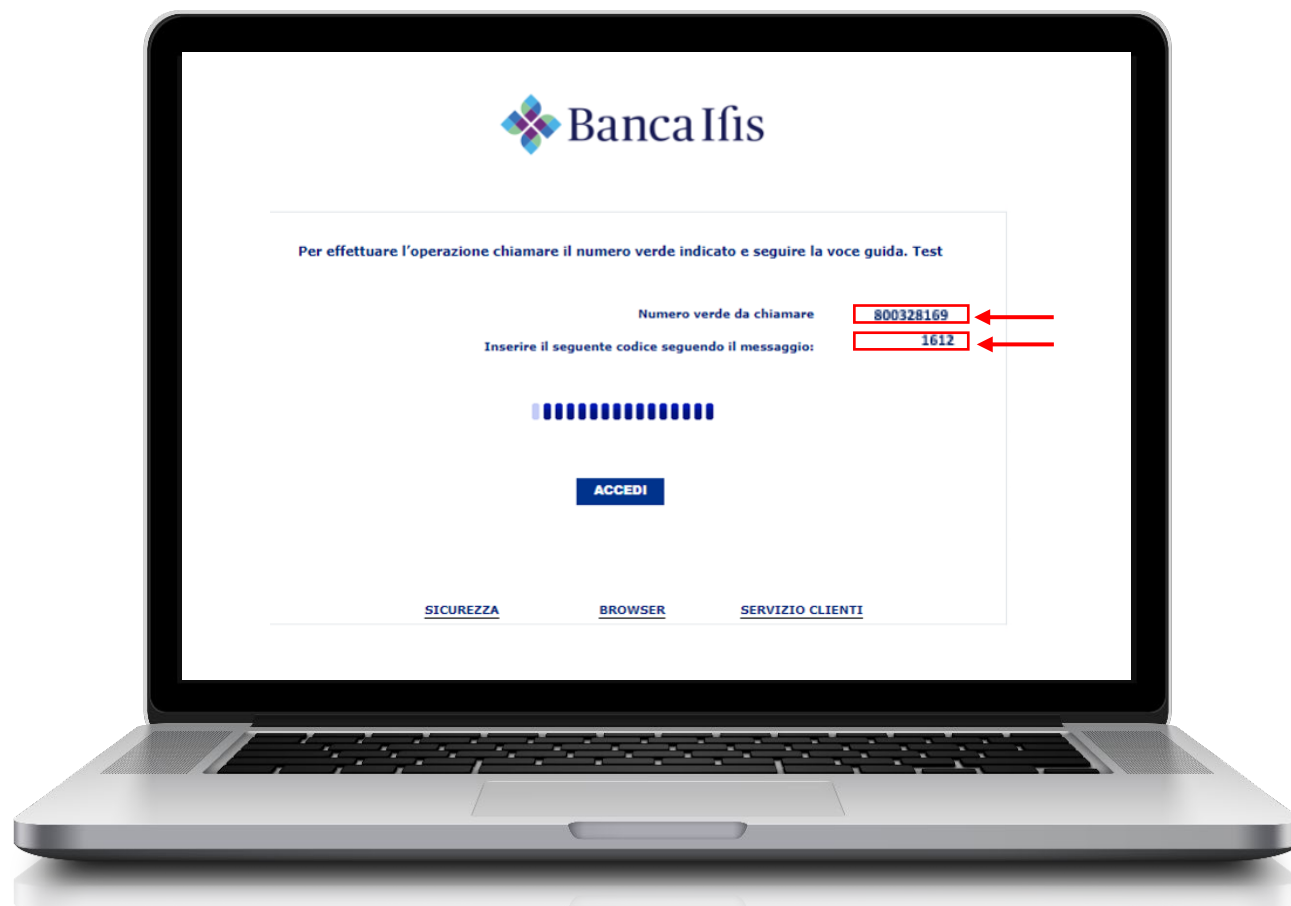 Banca Ifis
Per effettuare l'operazione chiamare il numero verde indicato e seguire la voce guida. Test
Numero verde da chiamare 800328169
Inserire il seguente codice seguendo il messaggio: 1612
ACCEDI
SICUREZZA BROWSER SERVIZIO CLIENTI